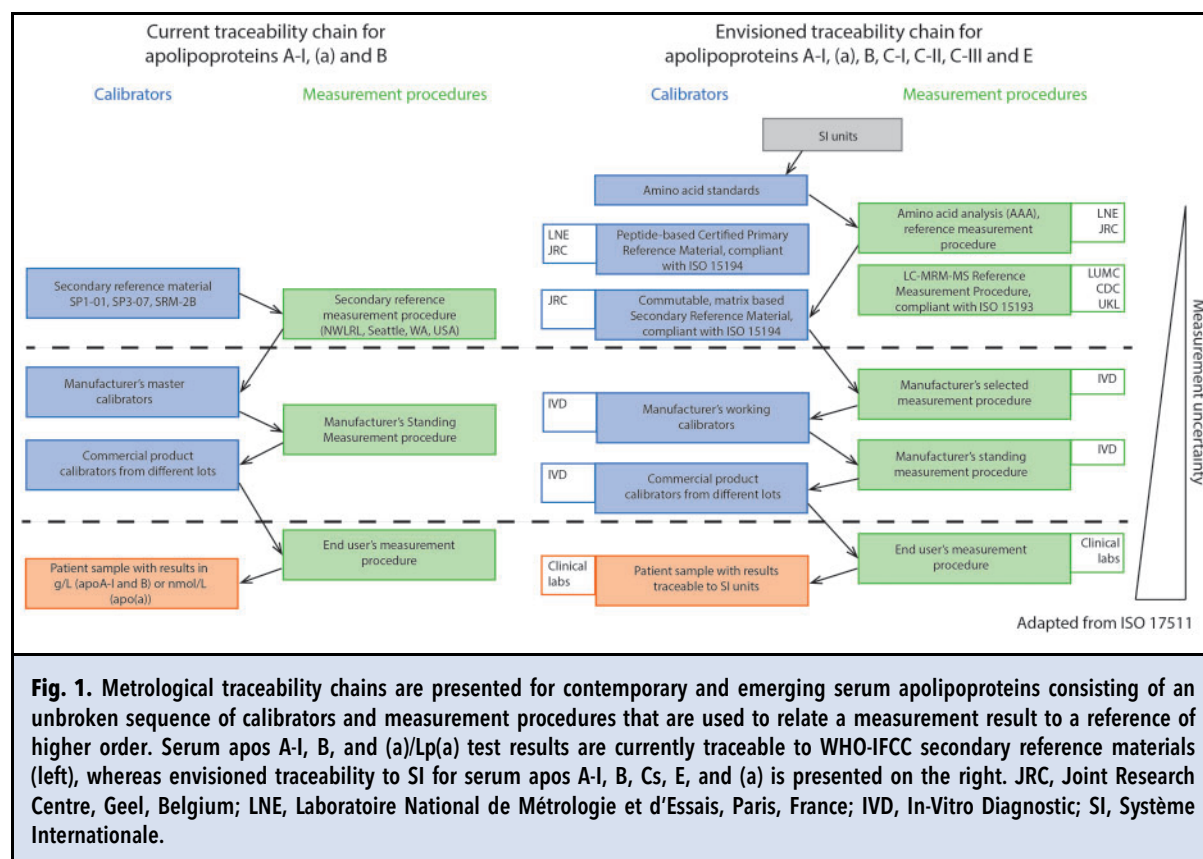 Current traceability chain for
apolipoproteins A-I, (a) and B
Calibrators
Measurement procedures
Secondary reference material
SP1-01, SP3-07, SRM-2B
Secondary reference
measurement procedure
(NWLRL, Seattle, WA, USA)
Manufacturer's master
calibrators
Manufacturer's Standing
Measurement procedure
Commercial product
calibrators from different lots
End user's measurement
procedure
Patient sample with results in
g/L (apoA-I and B) or nmol/L
(apo(a))
Envisioned traceability chain for
apolipoproteins A-I, (a), B, C-I, C-II, C-III and E
Calibrators
Measurement procedures
SI units
Amino acid standards
Amino acid analysis (AAA),
reference measurement
procedure
LNE
JRC
LNE
JRC
Peptide-based Certified Primary
Reference Material, compliant
with ISO 15194
LC-MRM-MS Reference
Measurement Procedure,
compliant with ISO 15193
LUMC
CDC
UKL
JRC
Commutable, matrix based
Secondary Reference Material,
compliant with ISO 15194
Manufacturer's selected
measurement procedure
IVD
IVD
Manufacturer's working
calibrators
Manufacturer's standing
measurement procedure
IVD
IVD
Commercial product
calibrators from different lots
End user's measurement
procedure
Clinical
labs
Clinical
labs
Patient sample with results
traceable to SI units
Measurement uncertainty
Adapted from ISO 17511
Fig. 1. Metrological traceability chains are presented for contemporary and emerging serum apolipoproteins consisting of an
unbroken sequence of calibrators and measurement procedures that are used to relate a measurement result to a reference of
higher order. Serum apos A-I, B, and (a)/Lp(a) test results are currently traceable to WHO-IFCC secondary reference materials
(left), whereas envisioned traceability to SI for serum apos A-I, B, Cs, E, and (a) is presented on the right. JRC, Joint Research
Centre, Geel, Belgium; LNE, Laboratoire National de Métrologie et d'Essais, Paris, France; IVD, In-Vitro Diagnostic; SI, Système
Internationale.